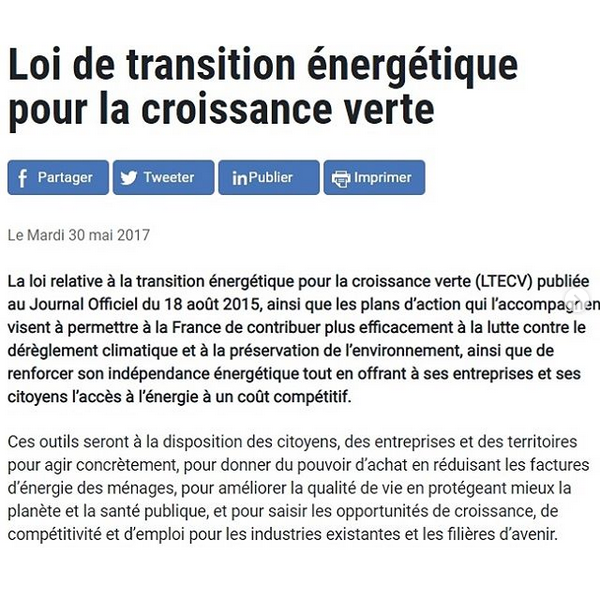 Loi de transition énergétique
pour la croissance verte
Partager Tweeter Publier Imprimer
Le Mardi 30 mai 2017
La loi relative à la transition énergétique pour la croissance verte (LTECV) publiée
au Journal Officiel du 18 août 2015, ainsi que les plans d’action qui l’accompagnen
visent à permettre à la France de contribuer plus efficacement à la lutte contre le
dérèglement climatique et à la préservation de l’environnement, ainsi que de
renforcer son indépendance énergétique tout en offrant à ses entreprises et ses
citoyens l’accès à l’énergie à un coût compétitif.
Ces outils seront à la disposition des citoyens, des entreprises et des territoires
pour agir concrètement, pour donner du pouvoir d’achat en réduisant les factures
d’énergie des ménages, pour améliorer la qualité de vie en protégeant mieux la
planète et la santé publique, et pour saisir les opportunités de croissance, de
compétitivité et d’emploi pour les industries existantes et les filières d’avenir.